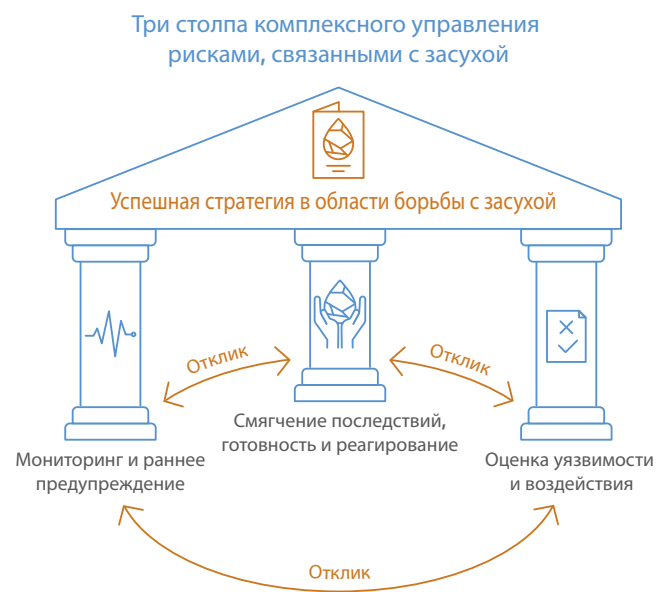 Три столпа комплексного управления
рисками, связанными с засухой
Успешная стратегия в области борьбы с засухой
Отклик
Отклик
Смягчение последствий,
готовность и реагирование
Мониторинг и раннее
предупреждение
Оценка уязвимости
и воздействия
Отклик